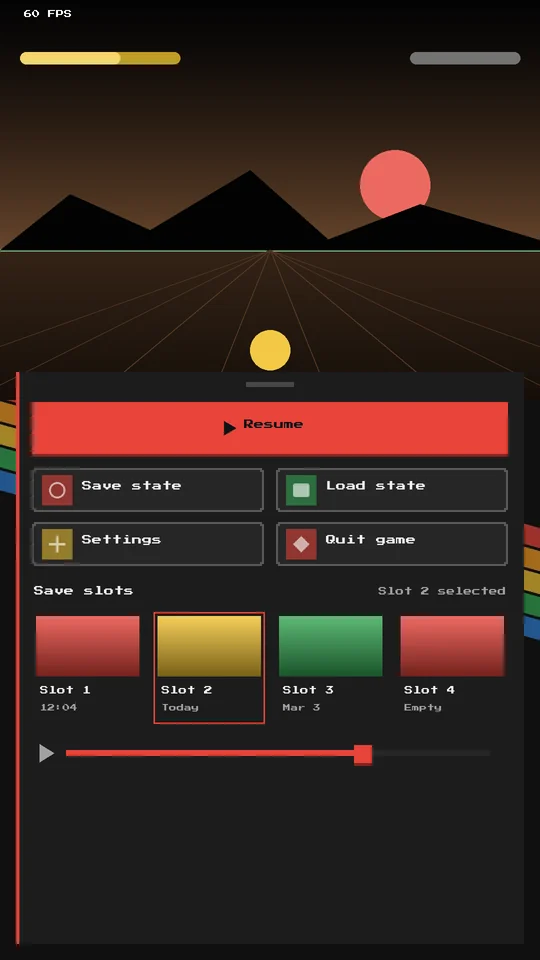 60 FPS
Resume
Save state
Load state
Settings
Quit game
Save slots
Slot 2 selected
Slot 1
Slot 2
Slot 3
Slot 4
12:04
Today
Mar 3
Empty